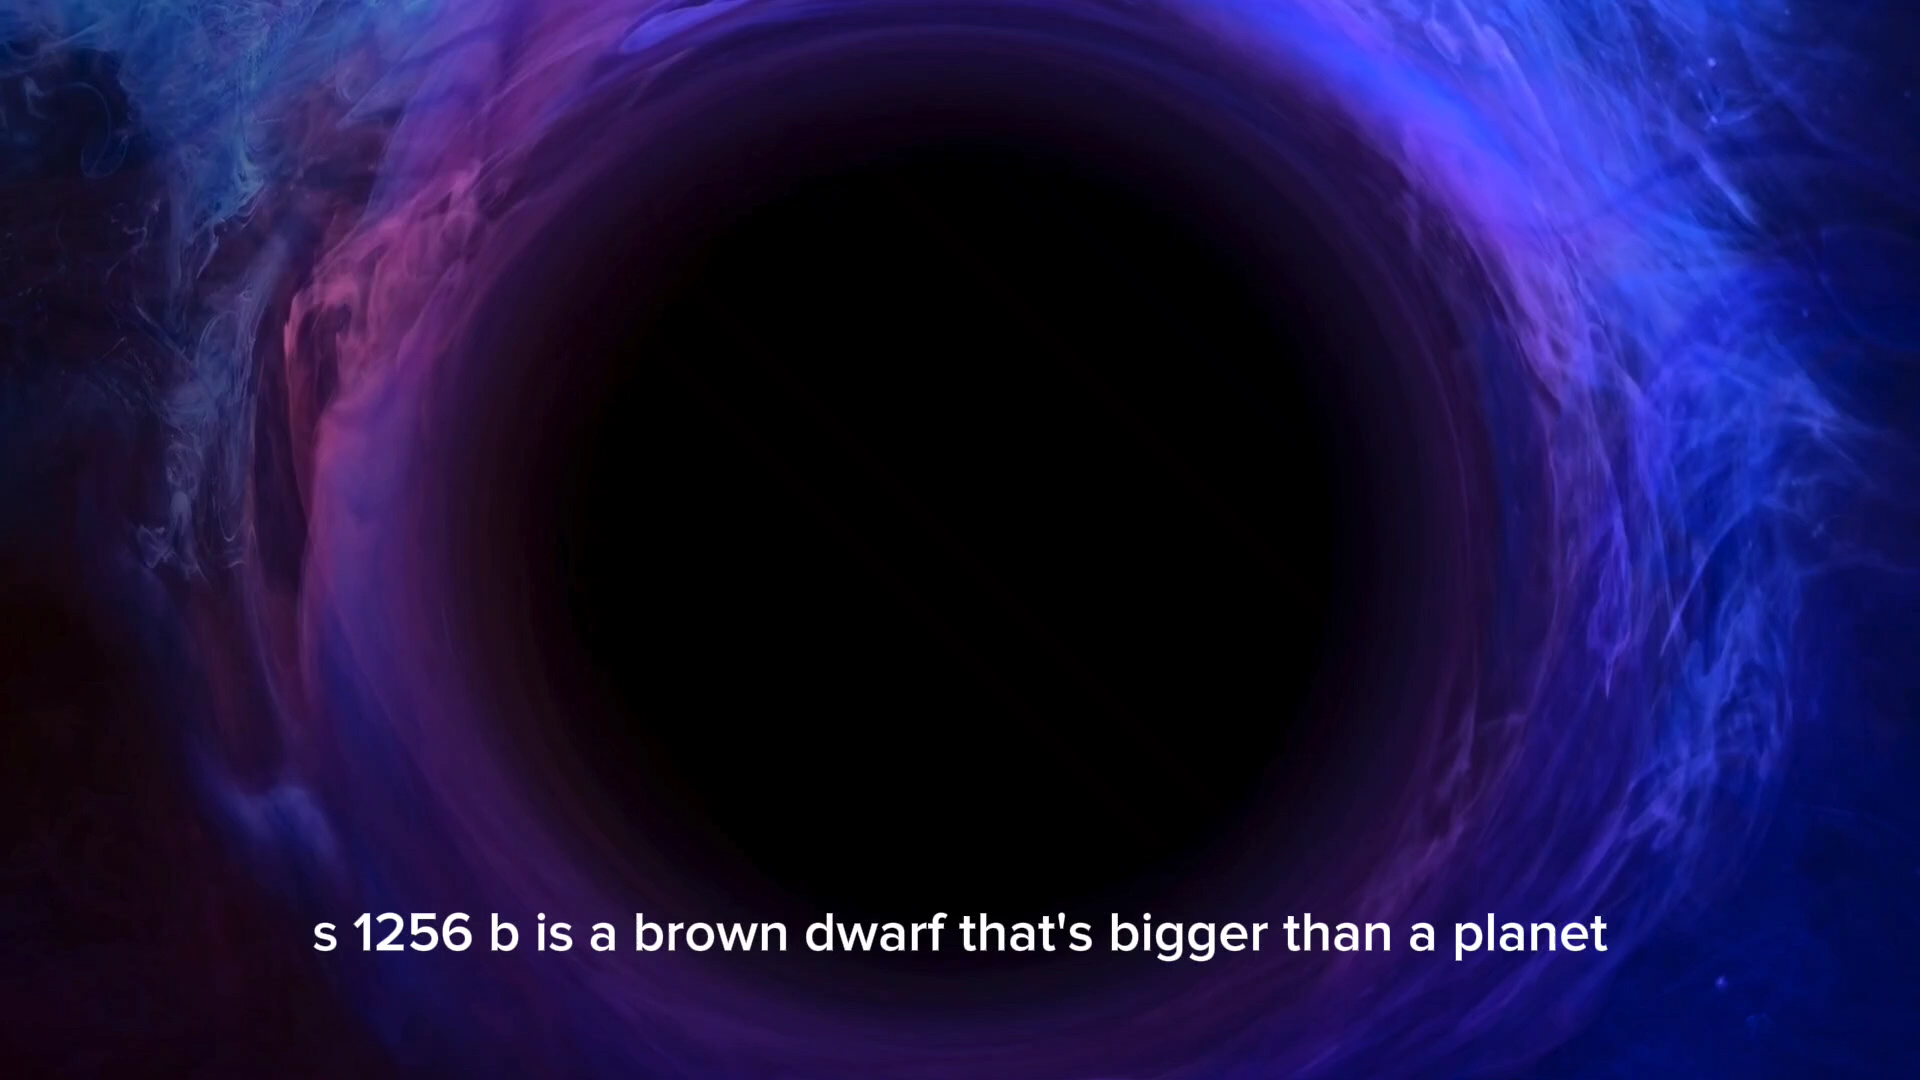 s 1256 b is a brown dwarf that's bigger than a planet